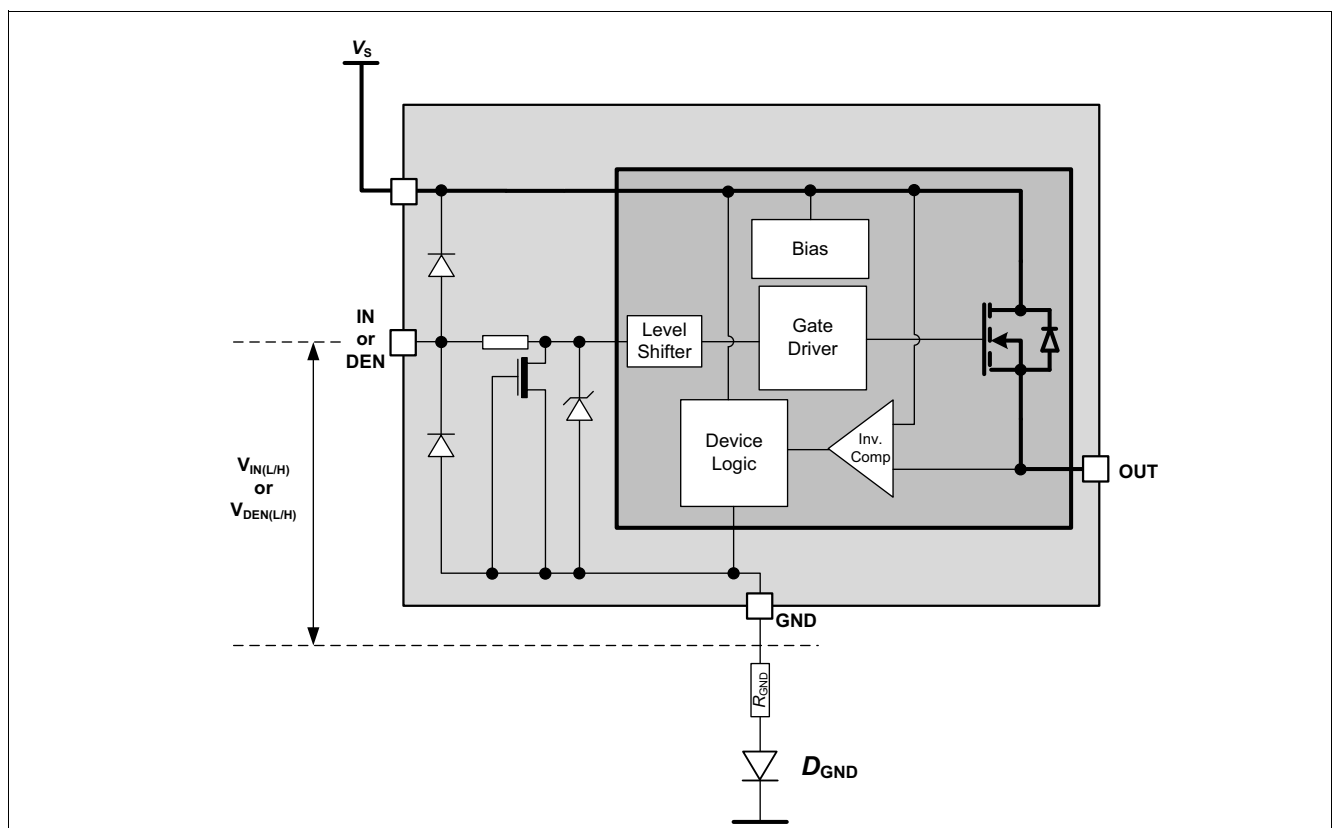 VS
Bias
IN
or
DEN
Level
Shifter
Gate
Driver
Device
Logic
Inv.
Comp
OUT
VIN(L/H)
or
VDEN(L/H)
GND
RGND
DGND